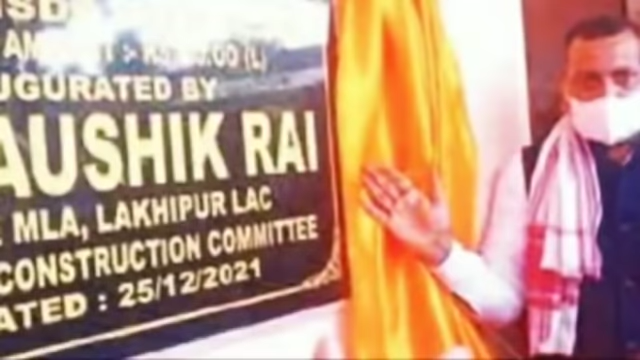 UGURATED BY
AUSHIK RAI
MLA, LAKHIPUR LAC
CONSTRUCTION COMMITTEE
ATED : 25/12/2021